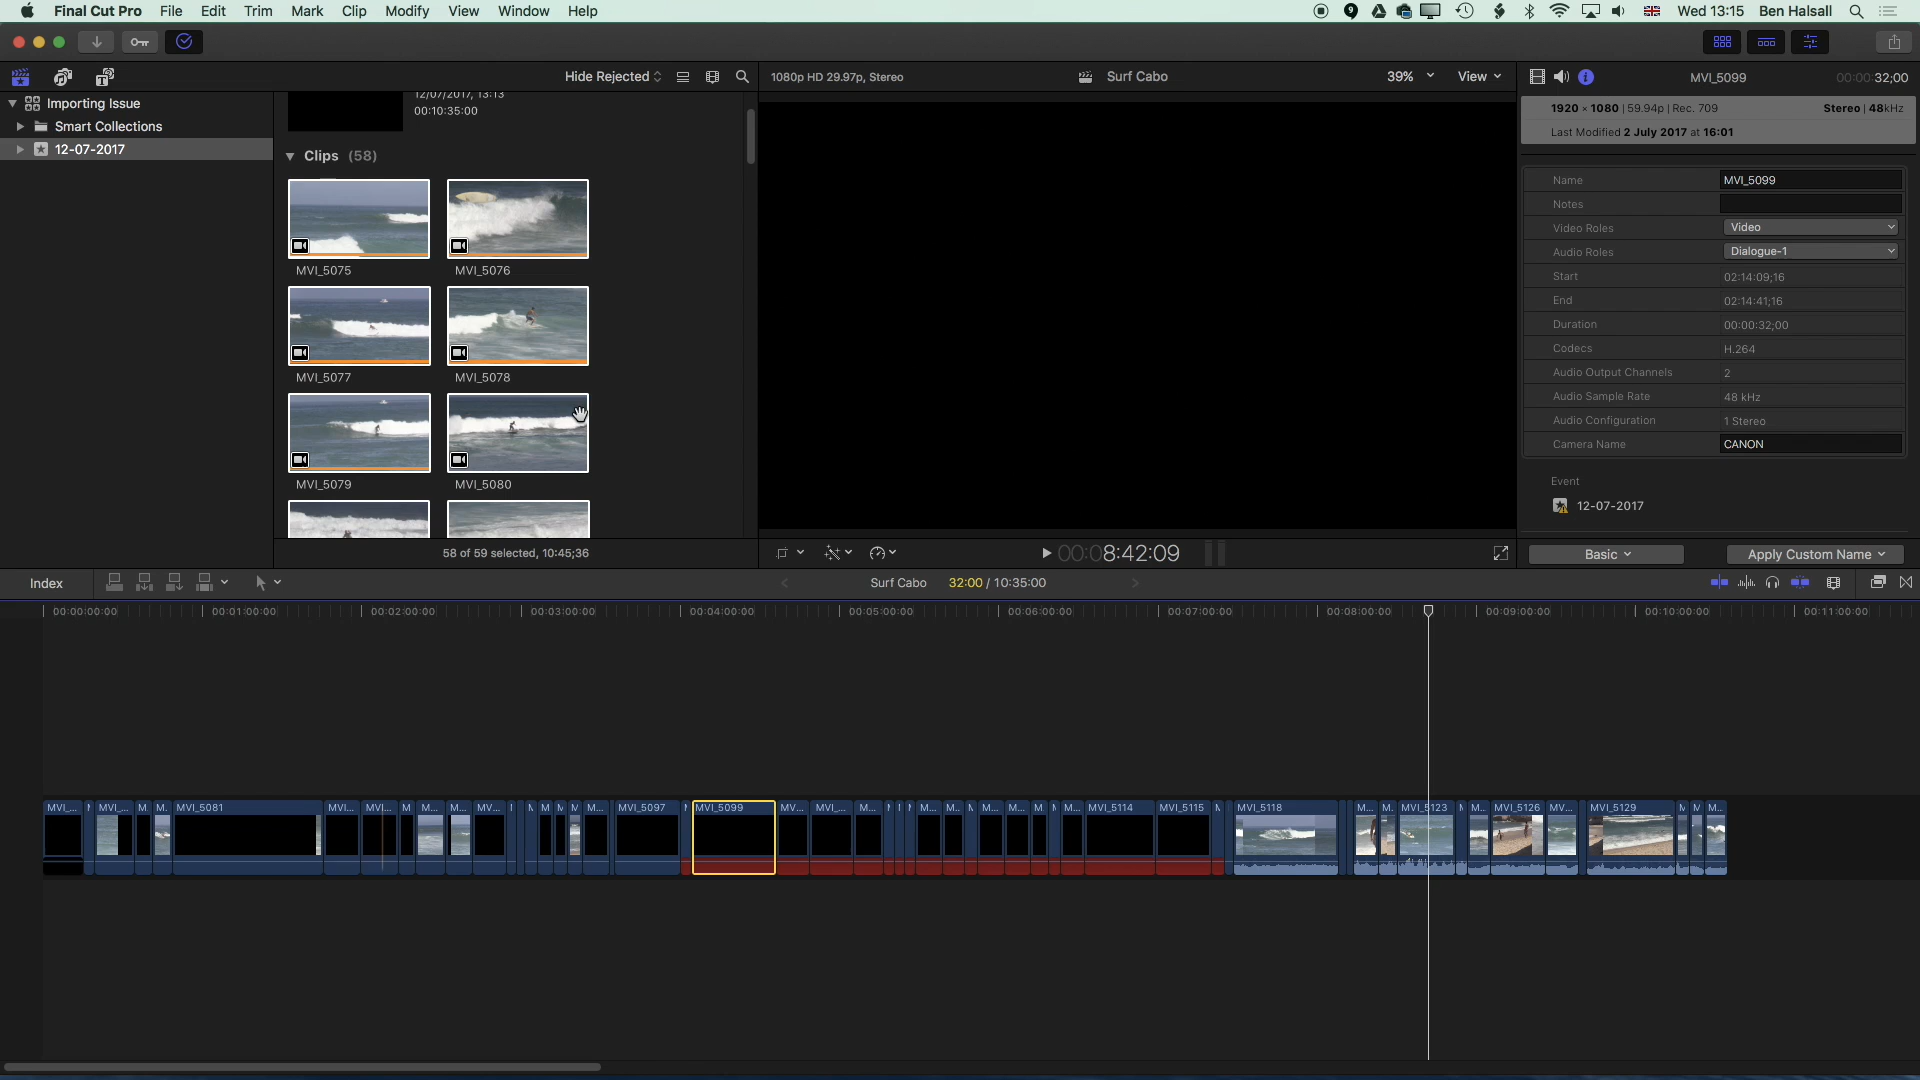 Final Cut Pro File Edit Trim Mark Clip Modify View Window Help
9 Wed 13:15 Ben Halsall
Hide Rejected
1080p HD 29.97p, Stereo
Surf Cabo
39%
View
MVI_5099
00:00:32;00
Importing Issue
Smart Collections
12-07-2017
12/07/2017, 13:13
00:10:35:00
Clips (58)
MVI_5075
MVI_5076
MVI_5077
MVI_5078
MVI_5079
MVI_5080
58 of 59 selected, 10:45;36
1920 × 1080 | 59.94p | Rec. 709
Stereo | 48kHz
Last Modified 2 July 2017 at 16:01
Name MVI_5099
Notes
Video Roles Video
Audio Roles Dialogue-1
Start 02:14:09;16
End 02:14:41;16
Duration 00:00:32;00
Codecs H.264
Audio Output Channels 2
Audio Sample Rate 48 kHz
Audio Configuration 1 Stereo
Camera Name CANON
Event
12-07-2017
00:08:42:09
Basic
Apply Custom Name
Index
Surf Cabo 32:00 / 10:35:00
00:00:00:00 00:01:00:00 00:02:00:00 00:03:00:00 00:04:00:00 00:05:00:00 00:06:00:00 00:07:00:00 00:08:00:00 00:09:00:00 00:10:00:00 00:11:00:00
MVI_... MVI_... M. M. MVI_5081 MVI... MVI... M M... M... MV... M M M M M... MVI_5097 MVI_5099 MV... MVI_... M... M... M.. M... M... M.. M... MVI_5114 MVI_5115 MVI_5118 M... M. MVI_5123 M... MVI_5126 MV... MVI_5129 M M M..